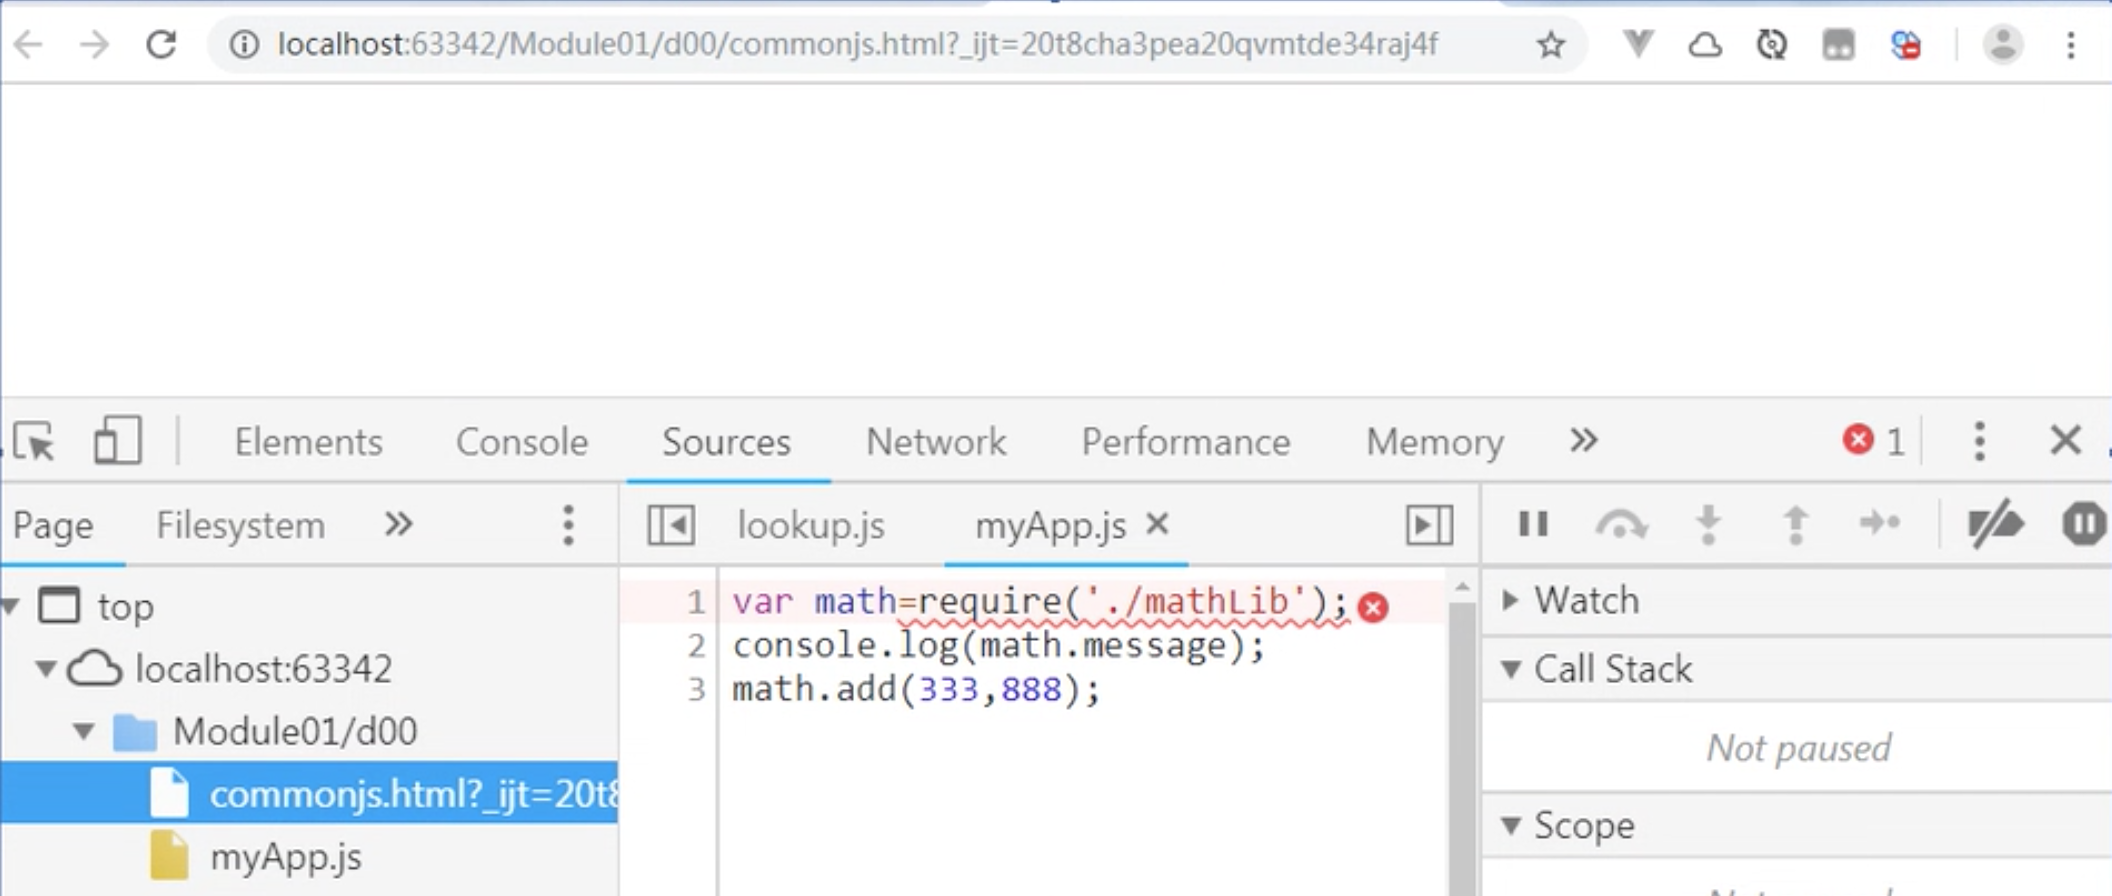 localhost:63342/Module01/d00/commonjs.html?_ijt=20t8cha3pea20qvmtde34raj4f
Elements Console Sources Network Performance Memory » 1
Page Filesystem » lookup.js myApp.js
top
localhost:63342
Module01/d00
commonjs.html?_ijt=20t8
myApp.js
1 var math=require('./mathLib');
2 console.log(math.message);
3 math.add(333,888);
Watch
Call Stack
Not paused
Scope